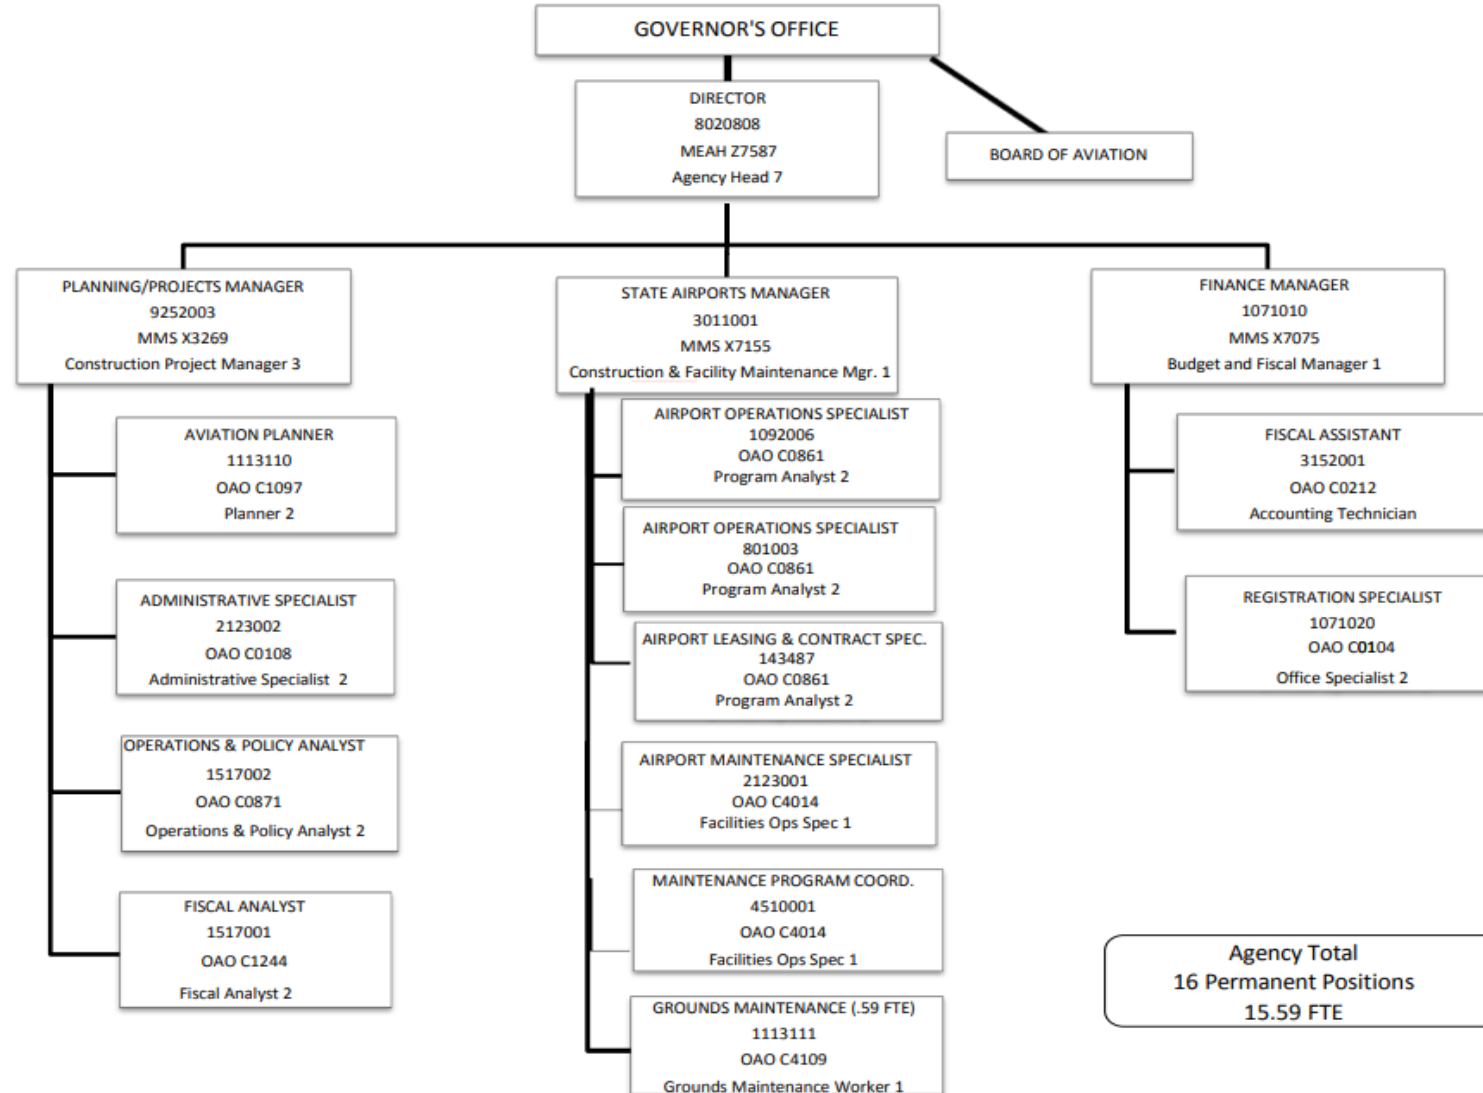 GOVERNOR'S OFFICE
DIRECTOR
8020808
MEAH Z7587
Agency Head 7
BOARD OF AVIATION
PLANNING/PROJECTS MANAGER
9252003
MMS X3269
Construction Project Manager 3
AVIATION PLANNER
1113110
OAO C1097
Planner 2
ADMINISTRATIVE SPECIALIST
2123002
OAO C0108
Administrative Specialist 2
OPERATIONS & POLICY ANALYST
1517002
OAO C0871
Operations & Policy Analyst 2
FISCAL ANALYST
1517001
OAO C1244
Fiscal Analyst 2
STATE AIRPORTS MANAGER
3011001
MMS X7155
Construction & Facility Maintenance Mgr. 1
AIRPORT OPERATIONS SPECIALIST
1092006
OAO C0861
Program Analyst 2
AIRPORT OPERATIONS SPECIALIST
801003
OAO C0861
Program Analyst 2
AIRPORT LEASING & CONTRACT SPEC.
143487
OAO C0861
Program Analyst 2
AIRPORT MAINTENANCE SPECIALIST
2123001
OAO C4014
Facilities Ops Spec 1
MAINTENANCE PROGRAM COORD.
4510001
OAO C4014
Facilities Ops Spec 1
GROUNDS MAINTENANCE (.59 FTE)
1113111
OAO C4109
Grounds Maintenance Worker 1
FINANCE MANAGER
1071010
MMS X7075
Budget and Fiscal Manager 1
FISCAL ASSISTANT
3152001
OAO C0212
Accounting Technician
REGISTRATION SPECIALIST
1071020
OAO C0104
Office Specialist 2
Agency Total
16 Permanent Positions
15.59 FTE